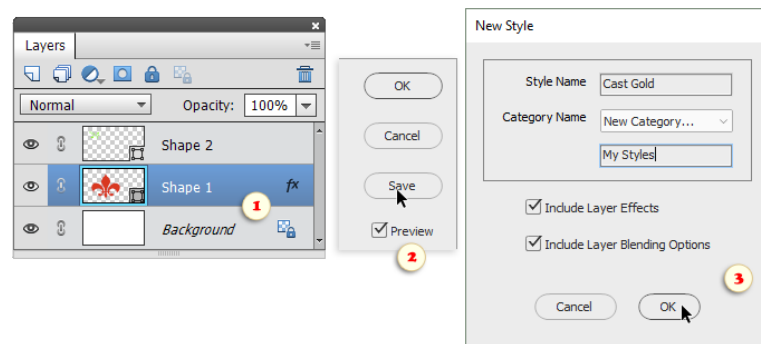 Layers
Normal
Opacity: 100%
Shape 2
Shape 1
fx
Background
1
OK
Cancel
Save
Preview
2
New Style
Style Name Cast Gold
Category Name New Category...
My Styles
Include Layer Effects
Include Layer Blending Options
3
Cancel OK